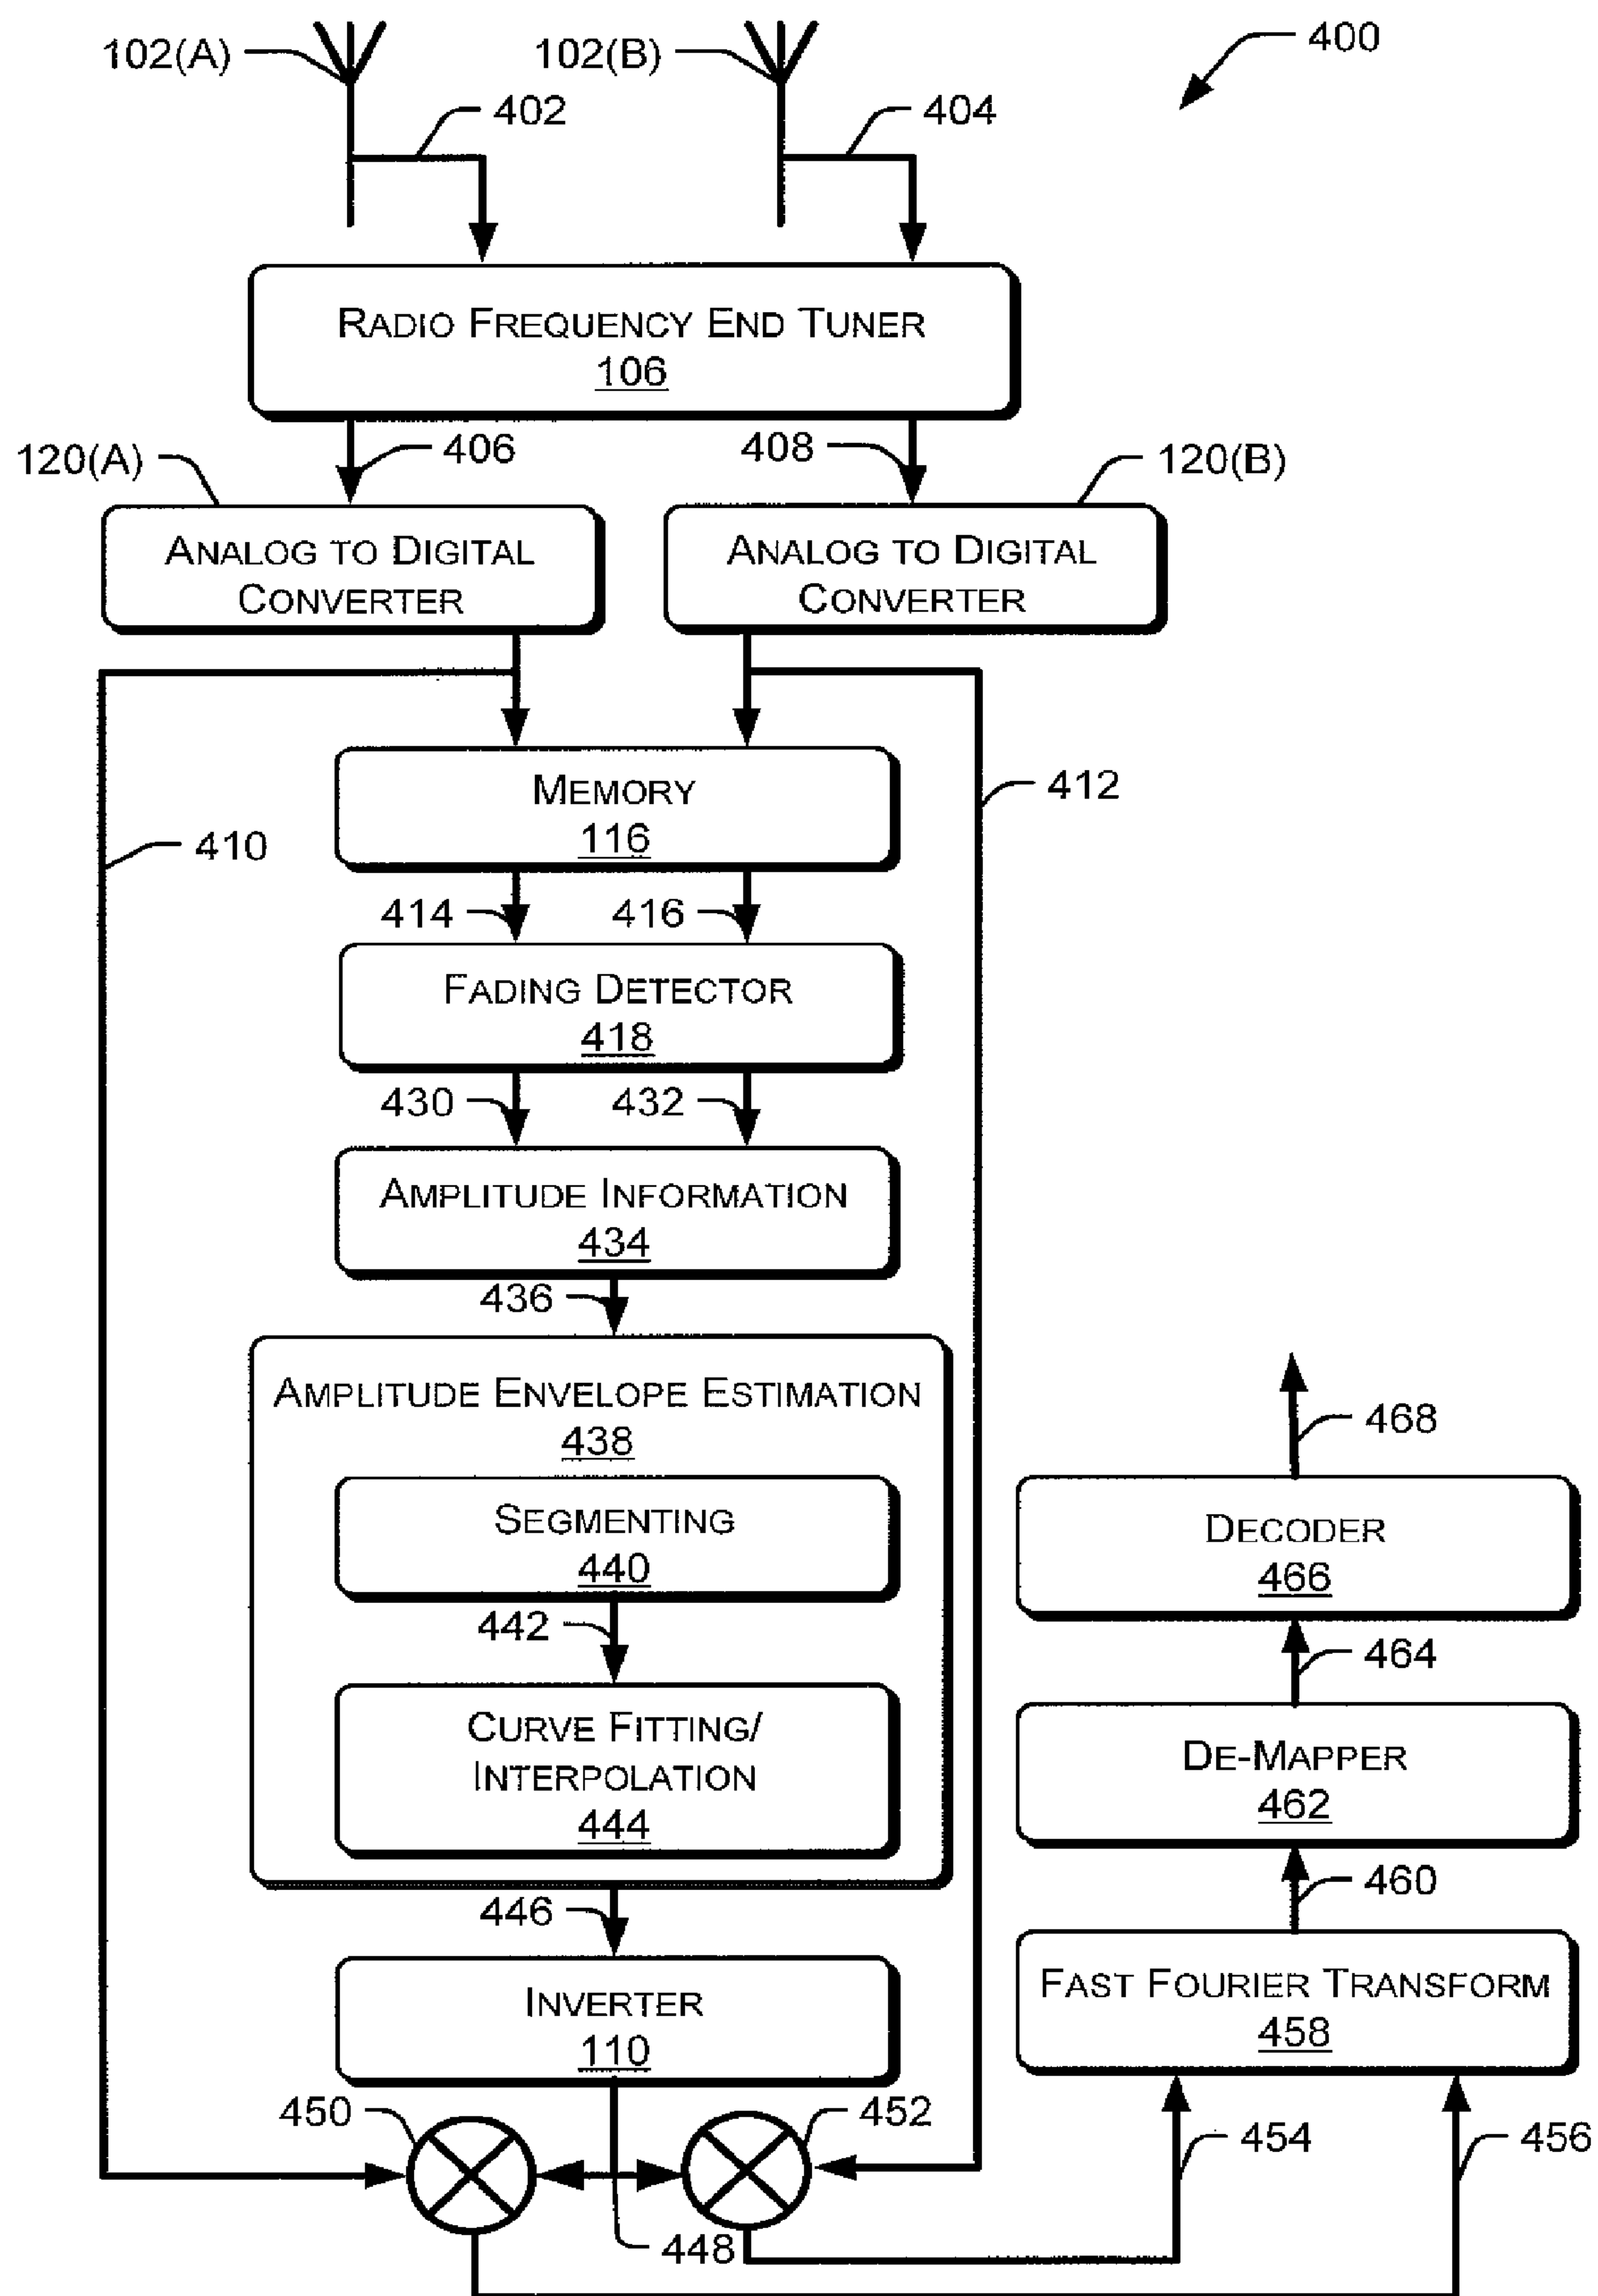 102(A)
102(B)
400
402
404
RADIO FREQUENCY END TUNER
106
120(A)
406
408
120(B)
ANALOG TO DIGITAL
CONVERTER
ANALOG TO DIGITAL
CONVERTER
MEMORY
116
410
412
414
416
FADING DETECTOR
418
430
432
AMPLITUDE INFORMATION
434
436
AMPLITUDE ENVELOPE ESTIMATION
438
SEGMENTING
440
442
CURVE FITTING/
INTERPOLATION
444
446
INVERTER
110
450
452
448
454
456
FAST FOURIER TRANSFORM
458
460
DE-MAPPER
462
464
DECODER
466
468